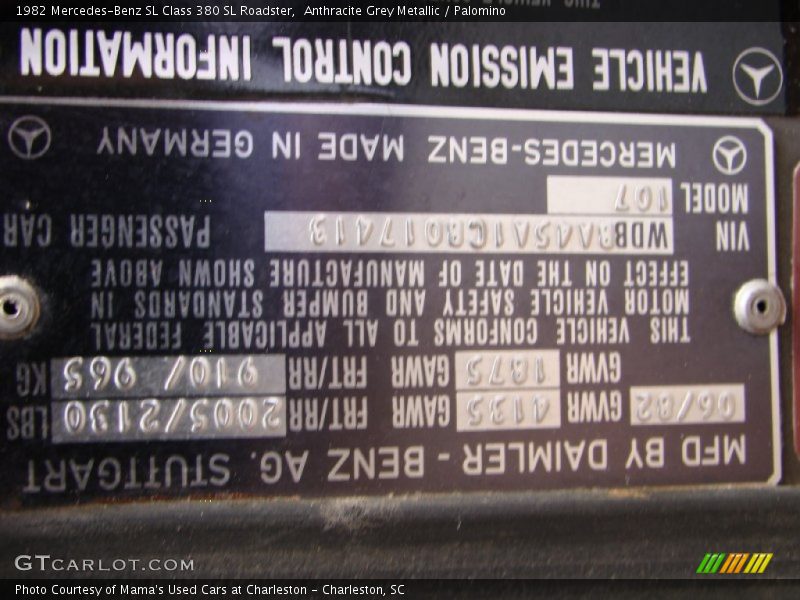 1982 Mercedes-Benz SL Class 380 SL Roadster, Anthracite Grey Metallic / Palomino
MFD BY DAIMLER - BENZ AG. STUTTGART
06/82 GVWR 4135 GAWR FRT/RR 2005/2130 LBS
GVWR 1875 GAWR FRT/RR 910/ 965 KG
THIS VEHICLE CONFORMS TO ALL APPLICABLE FEDERAL
MOTOR VEHICLE SAFETY AND BUMPER STANDARDS IN
EFFECT ON THE DATE OF MANUFACTURE SHOWN ABOVE
VIN WDBBA45A1CB017413 PASSENGER CAR
MODEL 107
MERCEDES-BENZ MADE IN GERMANY
VEHICLE EMISSION CONTROL INFORMATION
GTCARLOT.COM
Photo Courtesy of Mama's Used Cars at Charleston - Charleston, SC